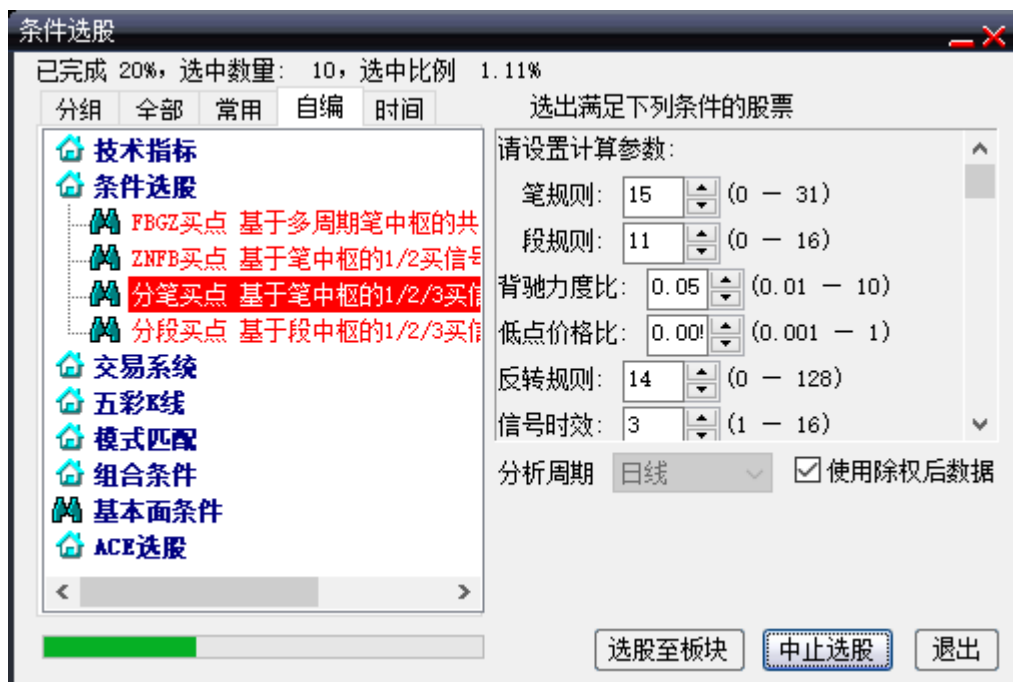 条件选股
已完成 20%，选中数量： 10，选中比例 1.11%
分组 全部 常用 自编 时间
技术指标
条件选股
FBGZ买点 基于多周期笔中枢的共
ZNFB买点 基于笔中枢的1/2买信号
分笔买点 基于笔中枢的1/2/3买信
分段买点 基于段中枢的1/2/3买信
交易系统
五彩K线
模式匹配
组合条件
基本面条件
ACE选股
选出满足下列条件的股票
请设置计算参数：
笔规则： 15 (0 — 31)
段规则： 11 (0 — 16)
背驰力度比： 0.05 (0.01 — 10)
低点价格比： 0.00 (0.001 — 1)
反转规则： 14 (0 — 128)
信号时效： 3 (1 — 16)
分析周期 日线 使用除权后数据
选股至板块 中止选股 退出